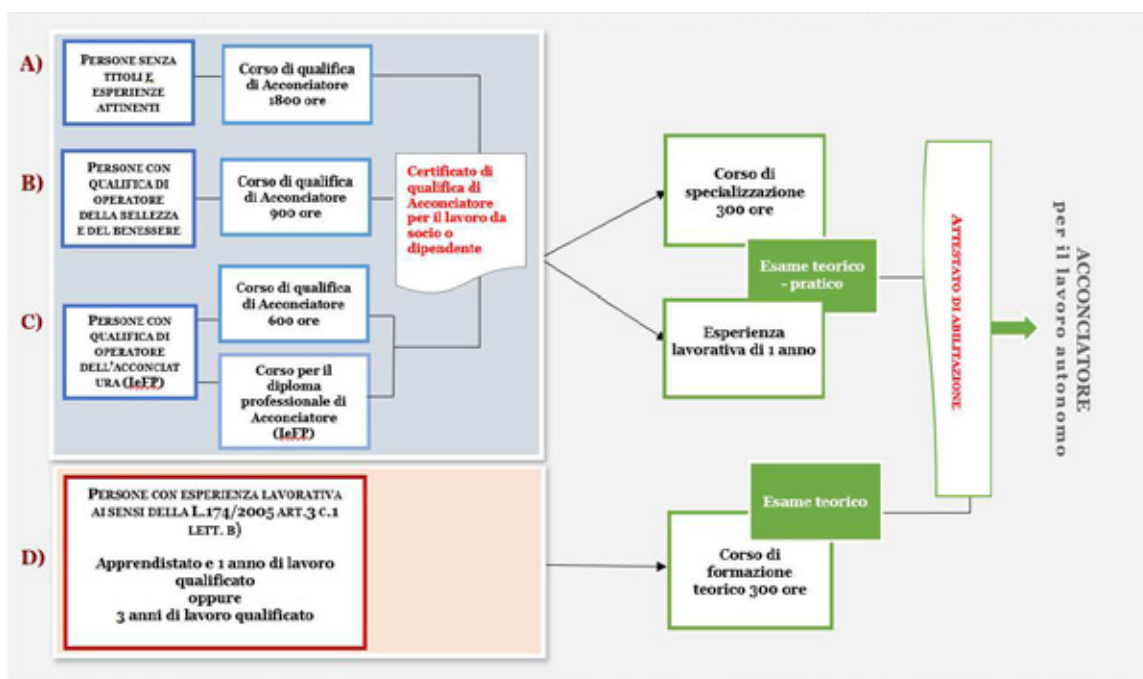 A)
PERSONE SENZA
TITOLI E
ESPERIENZE
ATTINENTI
Corso di qualifica
di Acconciatore
1800 ore
B)
PERSONE CON
QUALIFICA DI
OPERATORE
DELLA BELLEZZA
E DEL BENESSERE
Corso di qualifica
di Acconciatore
900 ore
C)
PERSONE CON
QUALIFICA DI
OPERATORE
DELL'ACCONCIAT
URA (IeFP)
Corso di qualifica
di Acconciatore
600 ore
Corso per il
diploma
professionale di
Acconciatore
(IeFP)
Certificato di
qualifica di
Acconciatore
per il lavoro da
socio o
dipendente
Corso di
specializzazione
300 ore
Esame teorico
- pratico
Esperienza
lavorativa di 1 anno
D)
PERSONE CON ESPERIENZA LAVORATIVA
AI SENSI DELLA L.174/2005 ART.3 C.1
LETT. B)
Apprendistato e 1 anno di lavoro
qualificato
oppure
3 anni di lavoro qualificato
Esame teorico
Corso di
formazione
teorico 300 ore
ATTESTATO DI ABILITAZIONE
ACCONCIATORE
per il lavoro autonomo